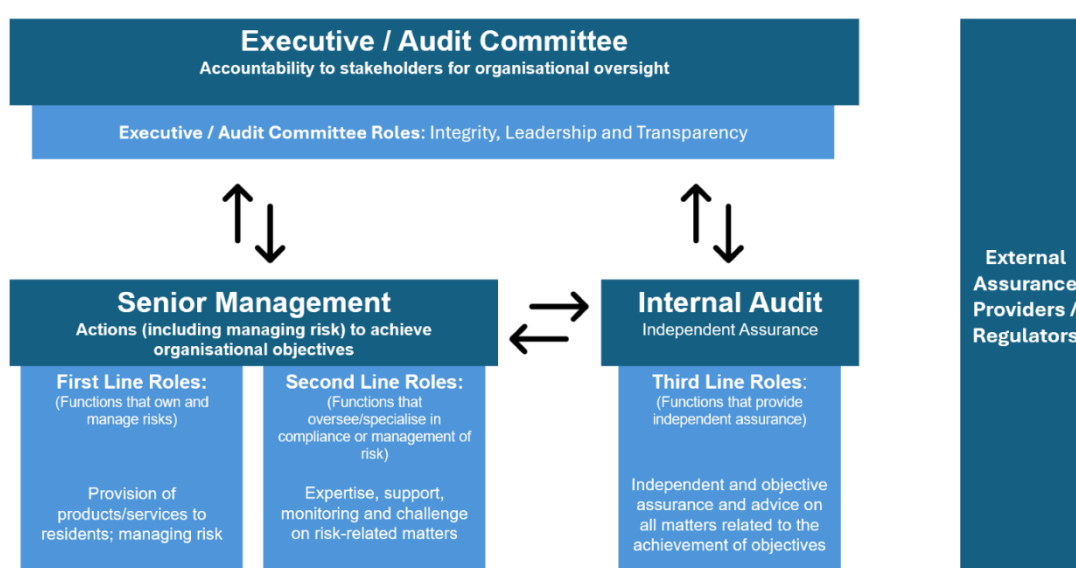 Executive / Audit Committee
Accountability to stakeholders for organisational oversight
Executive / Audit Committee Roles: Integrity, Leadership and Transparency
Senior Management
Actions (including managing risk) to achieve
organisational objectives
First Line Roles:
(Functions that own and
manage risks)
Provision of
products/services to
residents; managing risk
Second Line Roles:
(Functions that
oversee/specialise in
compliance or management of
risk)
Expertise, support,
monitoring and challenge
on risk-related matters
Internal Audit
Independent Assurance
Third Line Roles:
(Functions that provide
independent assurance)
Independent and objective
assurance and advice on
all matters related to the
achievement of objectives
External
Assurance
Providers /
Regulators